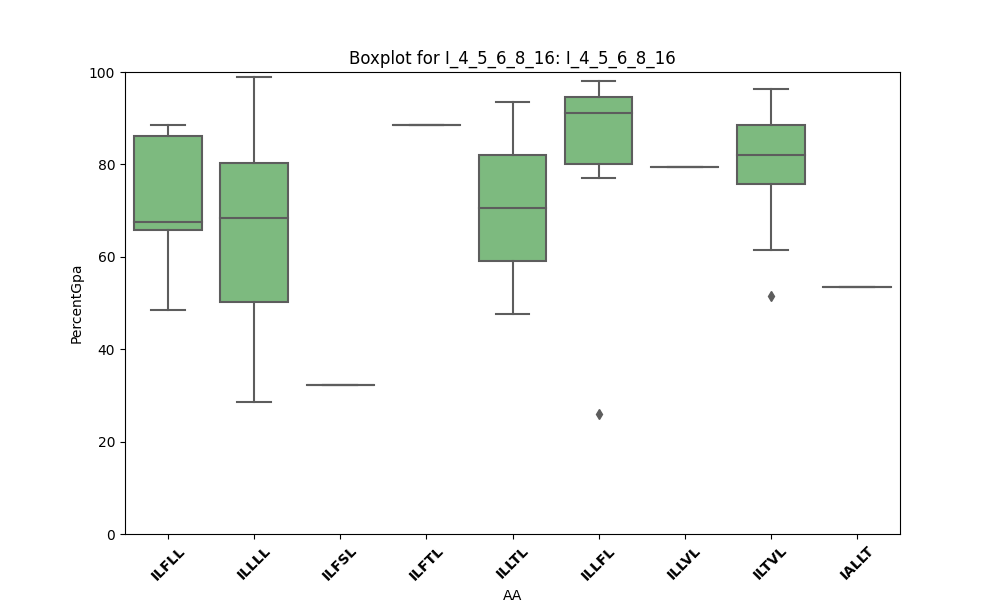 Boxplot for I_4_5_6_8_16: I_4_5_6_8_16
PercentGpa
100
80
60
40
20
0
ILFLL ILLLL ILFSL ILFTL ILLTL ILLFL ILLVL ILTVL IALLT
AA